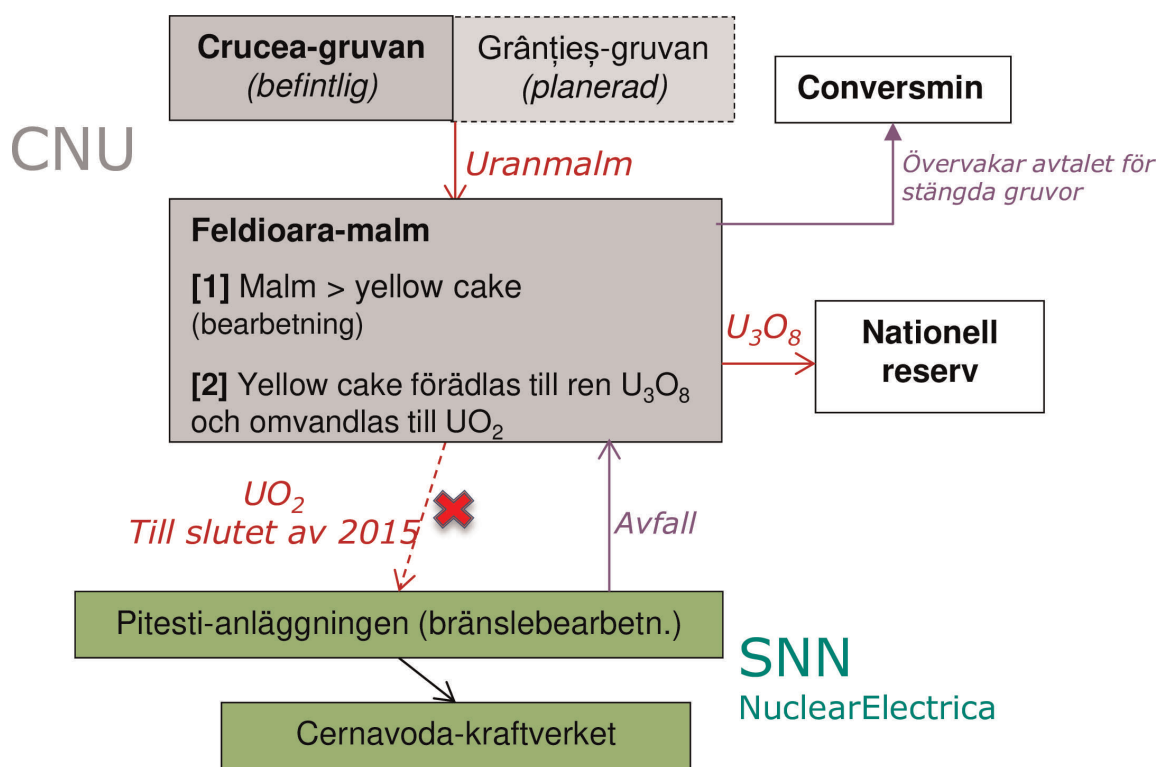 Crucea-gruvan
(befintlig)
Grânțieș-gruvan
(planerad)
Conversmin
CNU
Uranmalm
Övervakar avtalet för
stängda gruvor
Feldioara-malm
[1] Malm > yellow cake
(bearbetning)
[2] Yellow cake förädlas till ren U₃O₈
och omvandlas till UO₂
U₃O₈
Nationell
reserv
UO₂
Till slutet av 2015
Avfall
Pitesti-anläggningen (bränslebearbetn.)
SNN
NuclearElectrica
Cernavoda-kraftverket